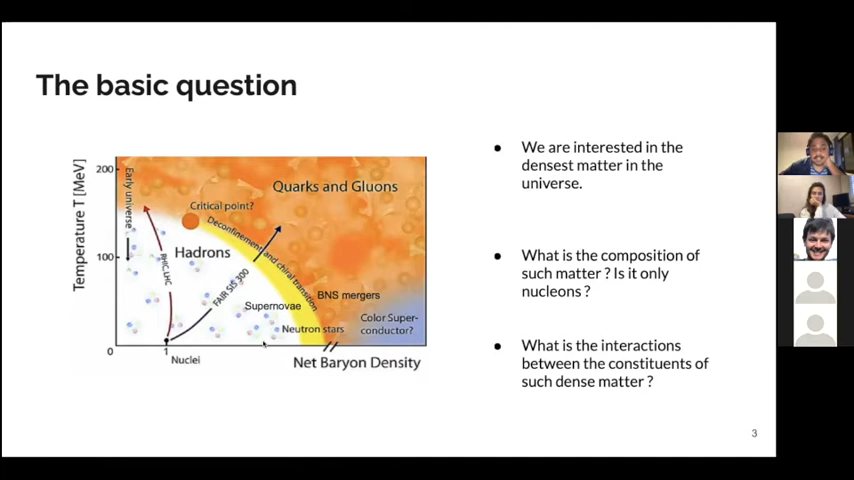 The basic question
Temperature T [MeV]
200
100
0
Early universe
Critical point?
Quarks and Gluons
Deconfinement and chiral transition
Hadrons
RHIC, LHC
FAIR SIS 300
BNS mergers
Supernovae
Color Super-
conductor?
Neutron stars
1
Nuclei
Net Baryon Density
● We are interested in the
densest matter in the
universe.
● What is the composition of
such matter ? Is it only
nucleons ?
● What is the interactions
between the constituents of
such dense matter ?
3